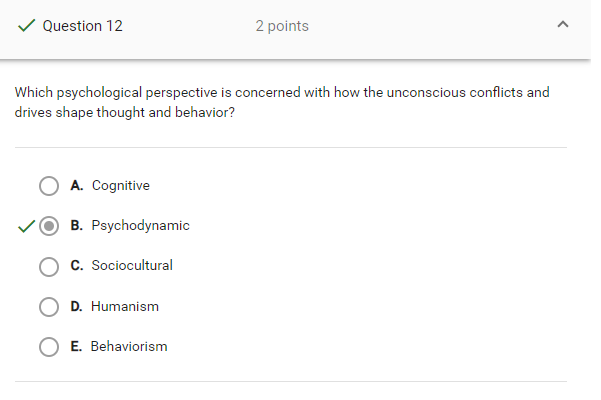 Question 12 2 points
Which psychological perspective is concerned with how the unconscious conflicts and
drives shape thought and behavior?
A. Cognitive
B. Psychodynamic
C. Sociocultural
D. Humanism
E. Behaviorism